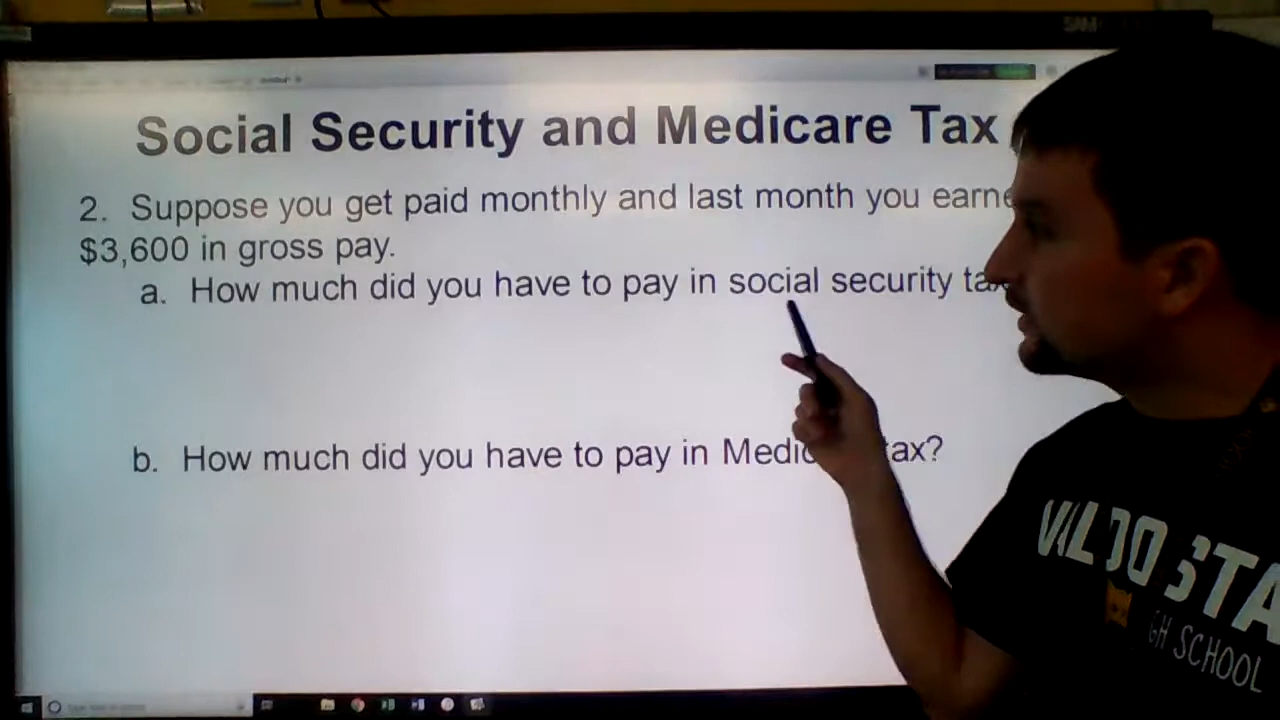 Social Security and Medicare Tax
2. Suppose you get paid monthly and last month you earne
$3,600 in gross pay.
a. How much did you have to pay in social security tax
b. How much did you have to pay in Medic tax?
VALDOSTA
GH SCHOOL
SAM